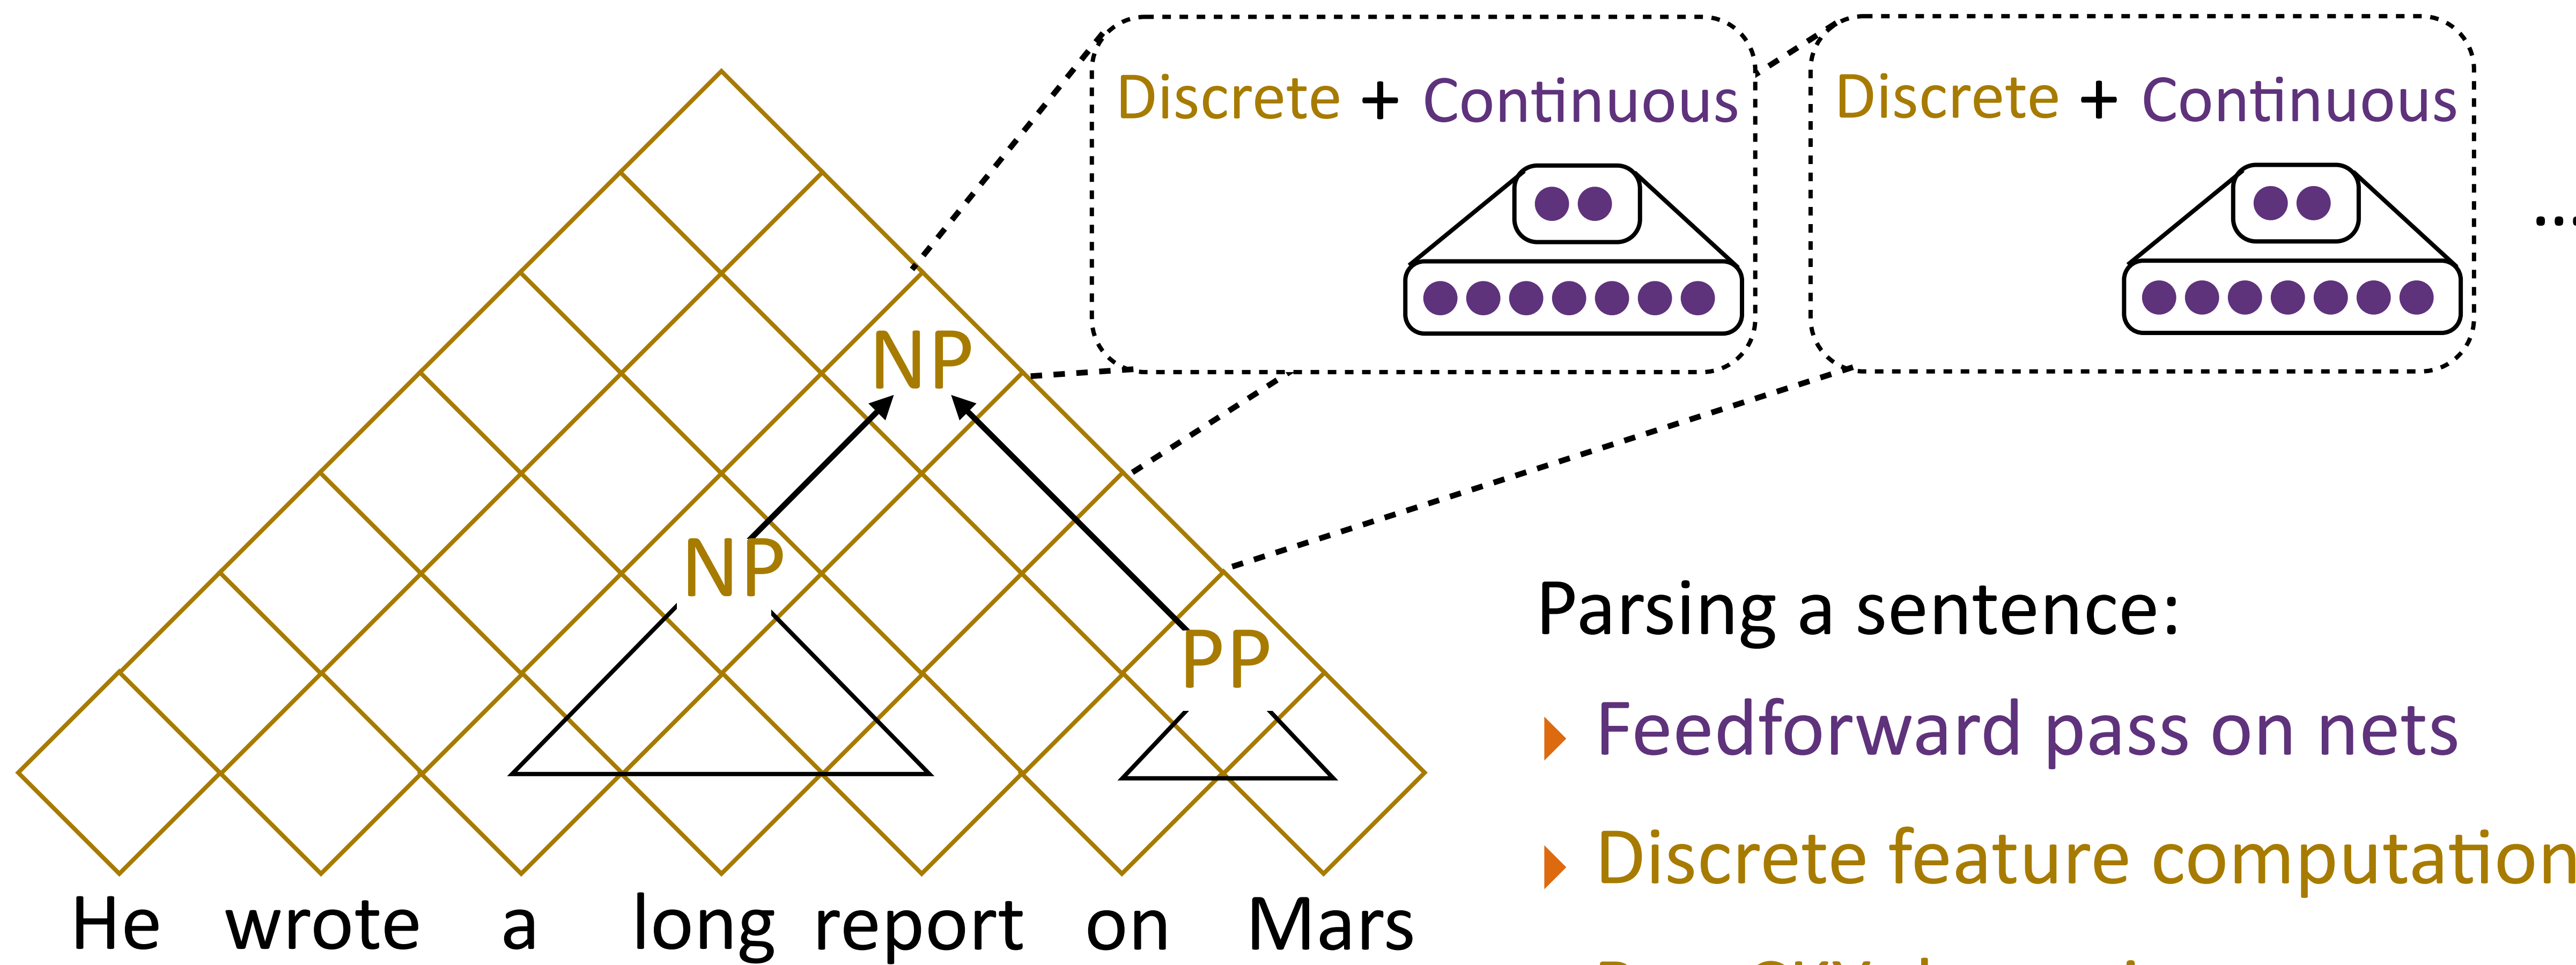 Discrete + Continuous
Discrete + Continuous
...
NP
NP
PP
He wrote a long report on Mars
Parsing a sentence:
Feedforward pass on nets
Discrete feature computation